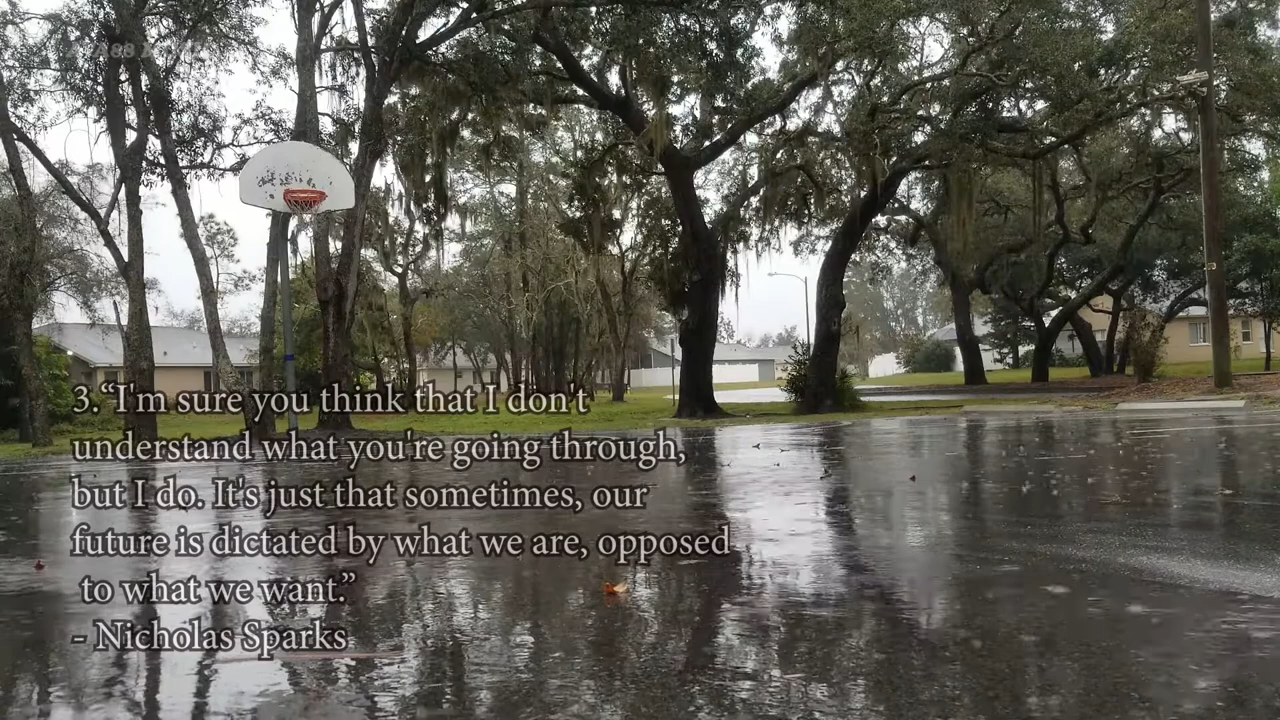 3.“I'm sure you think that I don't
understand what you're going through,
but I do. It's just that sometimes, our
future is dictated by what we are, opposed
to what we want.”
- Nicholas Sparks